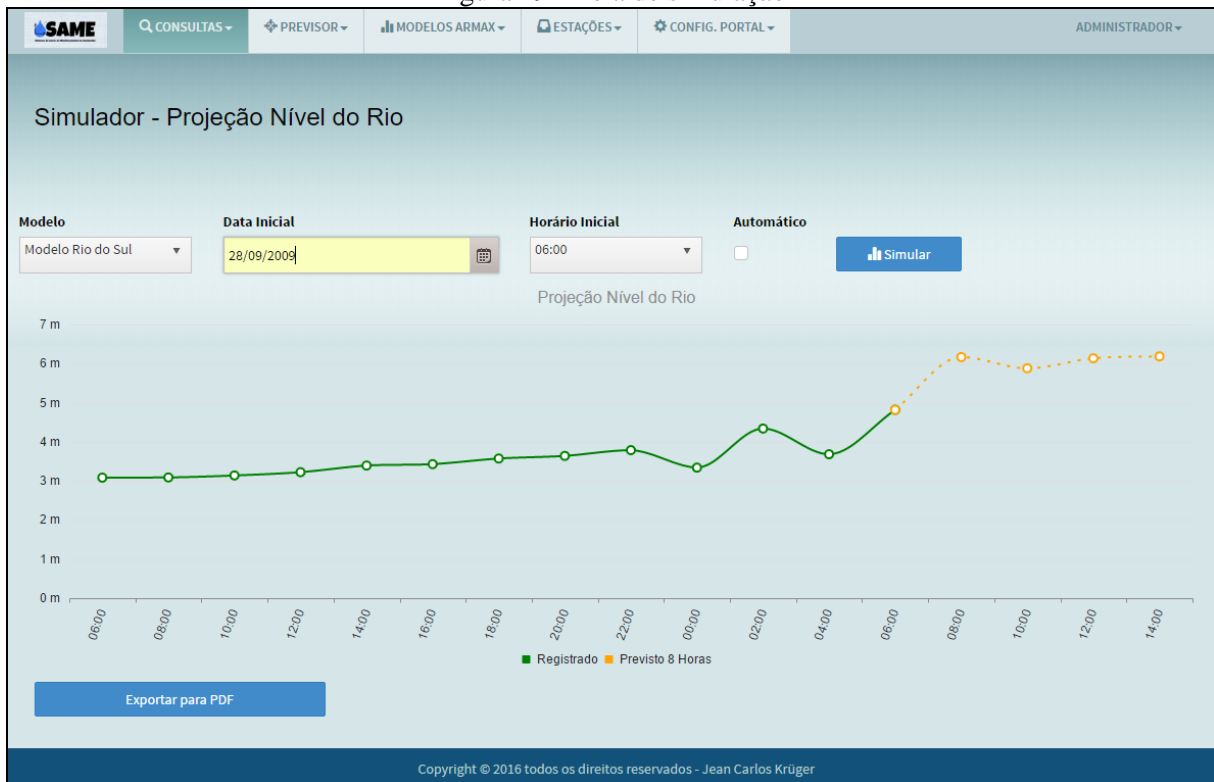 SAME
CONSULTAS
PREVISOR
MODELOS ARMAX
ESTAÇÕES
CONFIG. PORTAL
ADMINISTRADOR
Simulador - Projeção Nível do Rio
Modelo
Data Inicial
Horário Inicial
Automático
Modelo Rio do Sul
28/09/2009
06:00
Simular
Projeção Nível do Rio
7 m
6 m
5 m
4 m
3 m
2 m
1 m
0 m
06:00
08:00
10:00
12:00
14:00
16:00
18:00
20:00
22:00
00:00
02:00
04:00
06:00
08:00
10:00
12:00
14:00
Registrado
Previsto 8 Horas
Exportar para PDF
Copyright © 2016 todos os direitos reservados - Jean Carlos Krüger